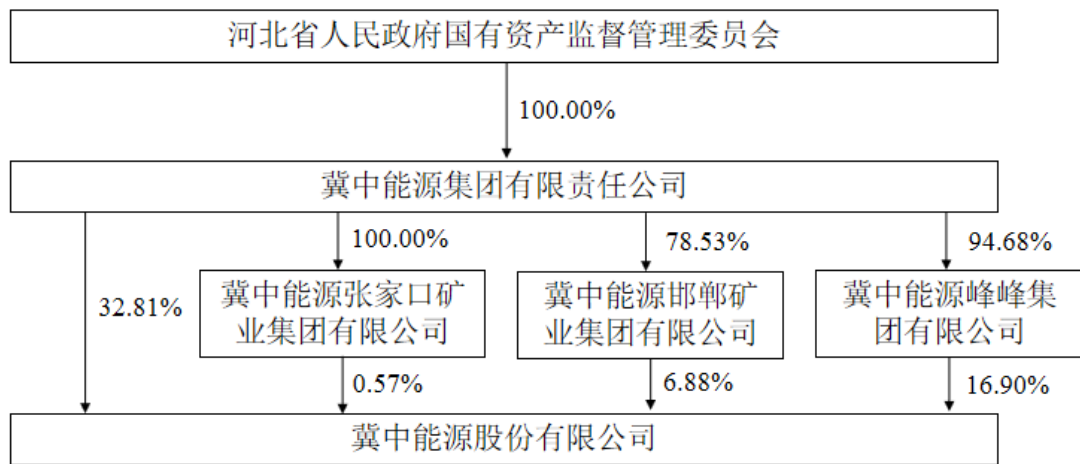 河北省人民政府国有资产监督管理委员会
100.00%
冀中能源集团有限责任公司
100.00%
78.53%
94.68%
32.81%
冀中能源张家口矿
业集团有限公司
冀中能源邯郸矿
业集团有限公司
冀中能源峰峰集
团有限公司
0.57%
6.88%
16.90%
冀中能源股份有限公司